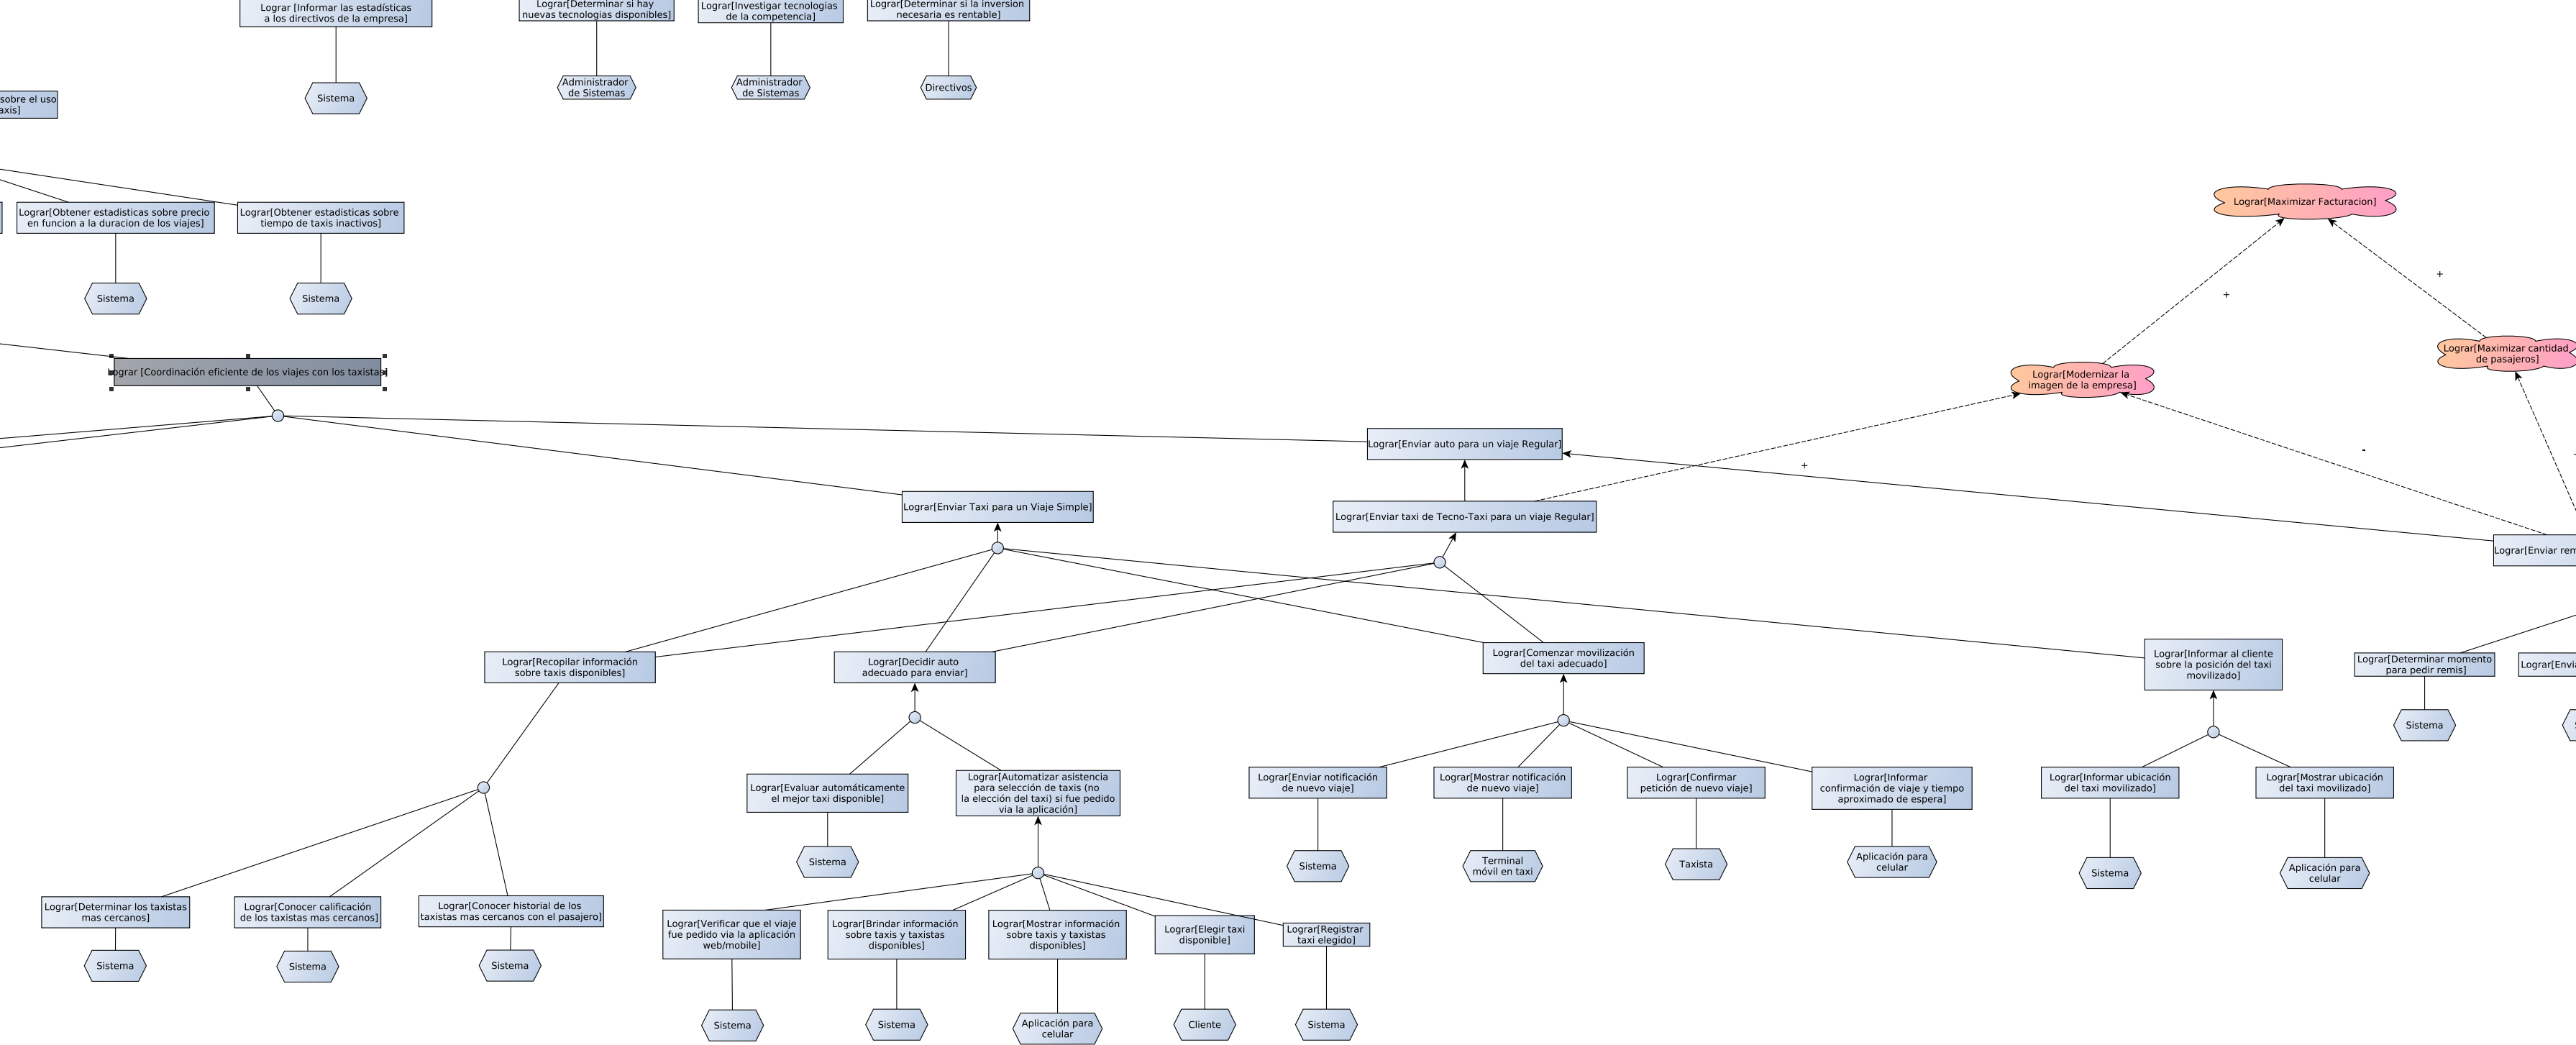 Lograr [Informar las estadísticas
a los directivos de la empresa]
Lograr[Determinar si hay
nuevas tecnologias disponibles]
Lograr[Investigar tecnologias
de la competencia]
Lograr[Determinar si la inversion
necesaria es rentable]
Sistema
Administrador
de Sistemas
Administrador
de Sistemas
Directivos
sobre el uso
axis]
Lograr[Obtener estadisticas sobre precio
en funcion a la duracion de los viajes]
Lograr[Obtener estadisticas sobre
tiempo de taxis inactivos]
Sistema
Sistema
Lograr[Maximizar Facturacion]
+
+
Lograr[Maximizar cantidad
de pasajeros]
Lograr [Coordinación eficiente de los viajes con los taxistas]
Lograr[Modernizar la
imagen de la empresa]
Lograr[Enviar auto para un viaje Regular]
+
-
Lograr[Enviar Taxi para un Viaje Simple]
Lograr[Enviar taxi de Tecno-Taxi para un viaje Regular]
Lograr[Enviar rem
Lograr[Recopilar información
sobre taxis disponibles]
Lograr[Decidir auto
adecuado para enviar]
Lograr[Comenzar movilización
del taxi adecuado]
Lograr[Informar al cliente
sobre la posición del taxi
movilizado]
Lograr[Determinar momento
para pedir remis]
Lograr[Envia
Sistema
Lograr[Evaluar automáticamente
el mejor taxi disponible]
Lograr[Automatizar asistencia
para selección de taxis (no
la elección del taxi) si fue pedido
via la aplicación]
Lograr[Enviar notificación
de nuevo viaje]
Lograr[Mostrar notificación
de nuevo viaje]
Lograr[Confirmar
petición de nuevo viaje]
Lograr[Informar
confirmación de viaje y tiempo
aproximado de espera]
Lograr[Informar ubicación
del taxi movilizado]
Lograr[Mostrar ubicación
del taxi movilizado]
Sistema
Sistema
Terminal
móvil en taxi
Taxista
Aplicación para
celular
Sistema
Aplicación para
celular
Lograr[Determinar los taxistas
mas cercanos]
Lograr[Conocer calificación
de los taxistas mas cercanos]
Lograr[Conocer historial de los
taxistas mas cercanos con el pasajero]
Lograr[Verificar que el viaje
fue pedido via la aplicación
web/mobile]
Lograr[Brindar información
sobre taxis y taxistas
disponibles]
Lograr[Mostrar información
sobre taxis y taxistas
disponibles]
Lograr[Elegir taxi
disponible]
Lograr[Registrar
taxi elegido]
Sistema
Sistema
Sistema
Sistema
Sistema
Aplicación para
celular
Cliente
Sistema